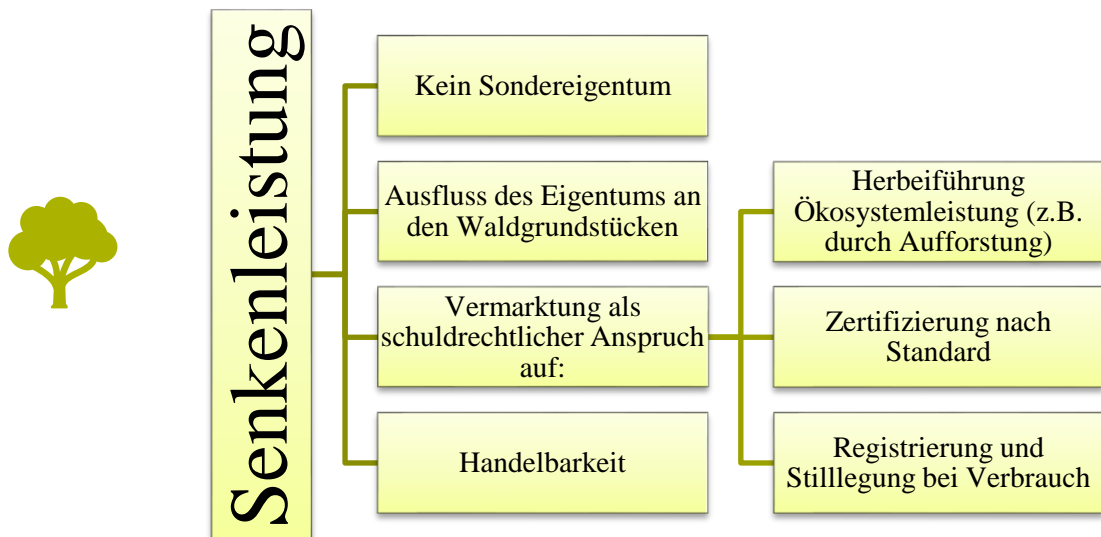 Senkenleistung
Kein Sondereigentum
Ausfluss des Eigentums an
den Waldgrundstücken
Vermarktung als
schuldrechtlicher Anspruch
auf:
Handelbarkeit
Herbeiführung
Ökosystemleistung (z.B.
durch Aufforstung)
Zertifizierung nach
Standard
Registrierung und
Stilllegung bei Verbrauch